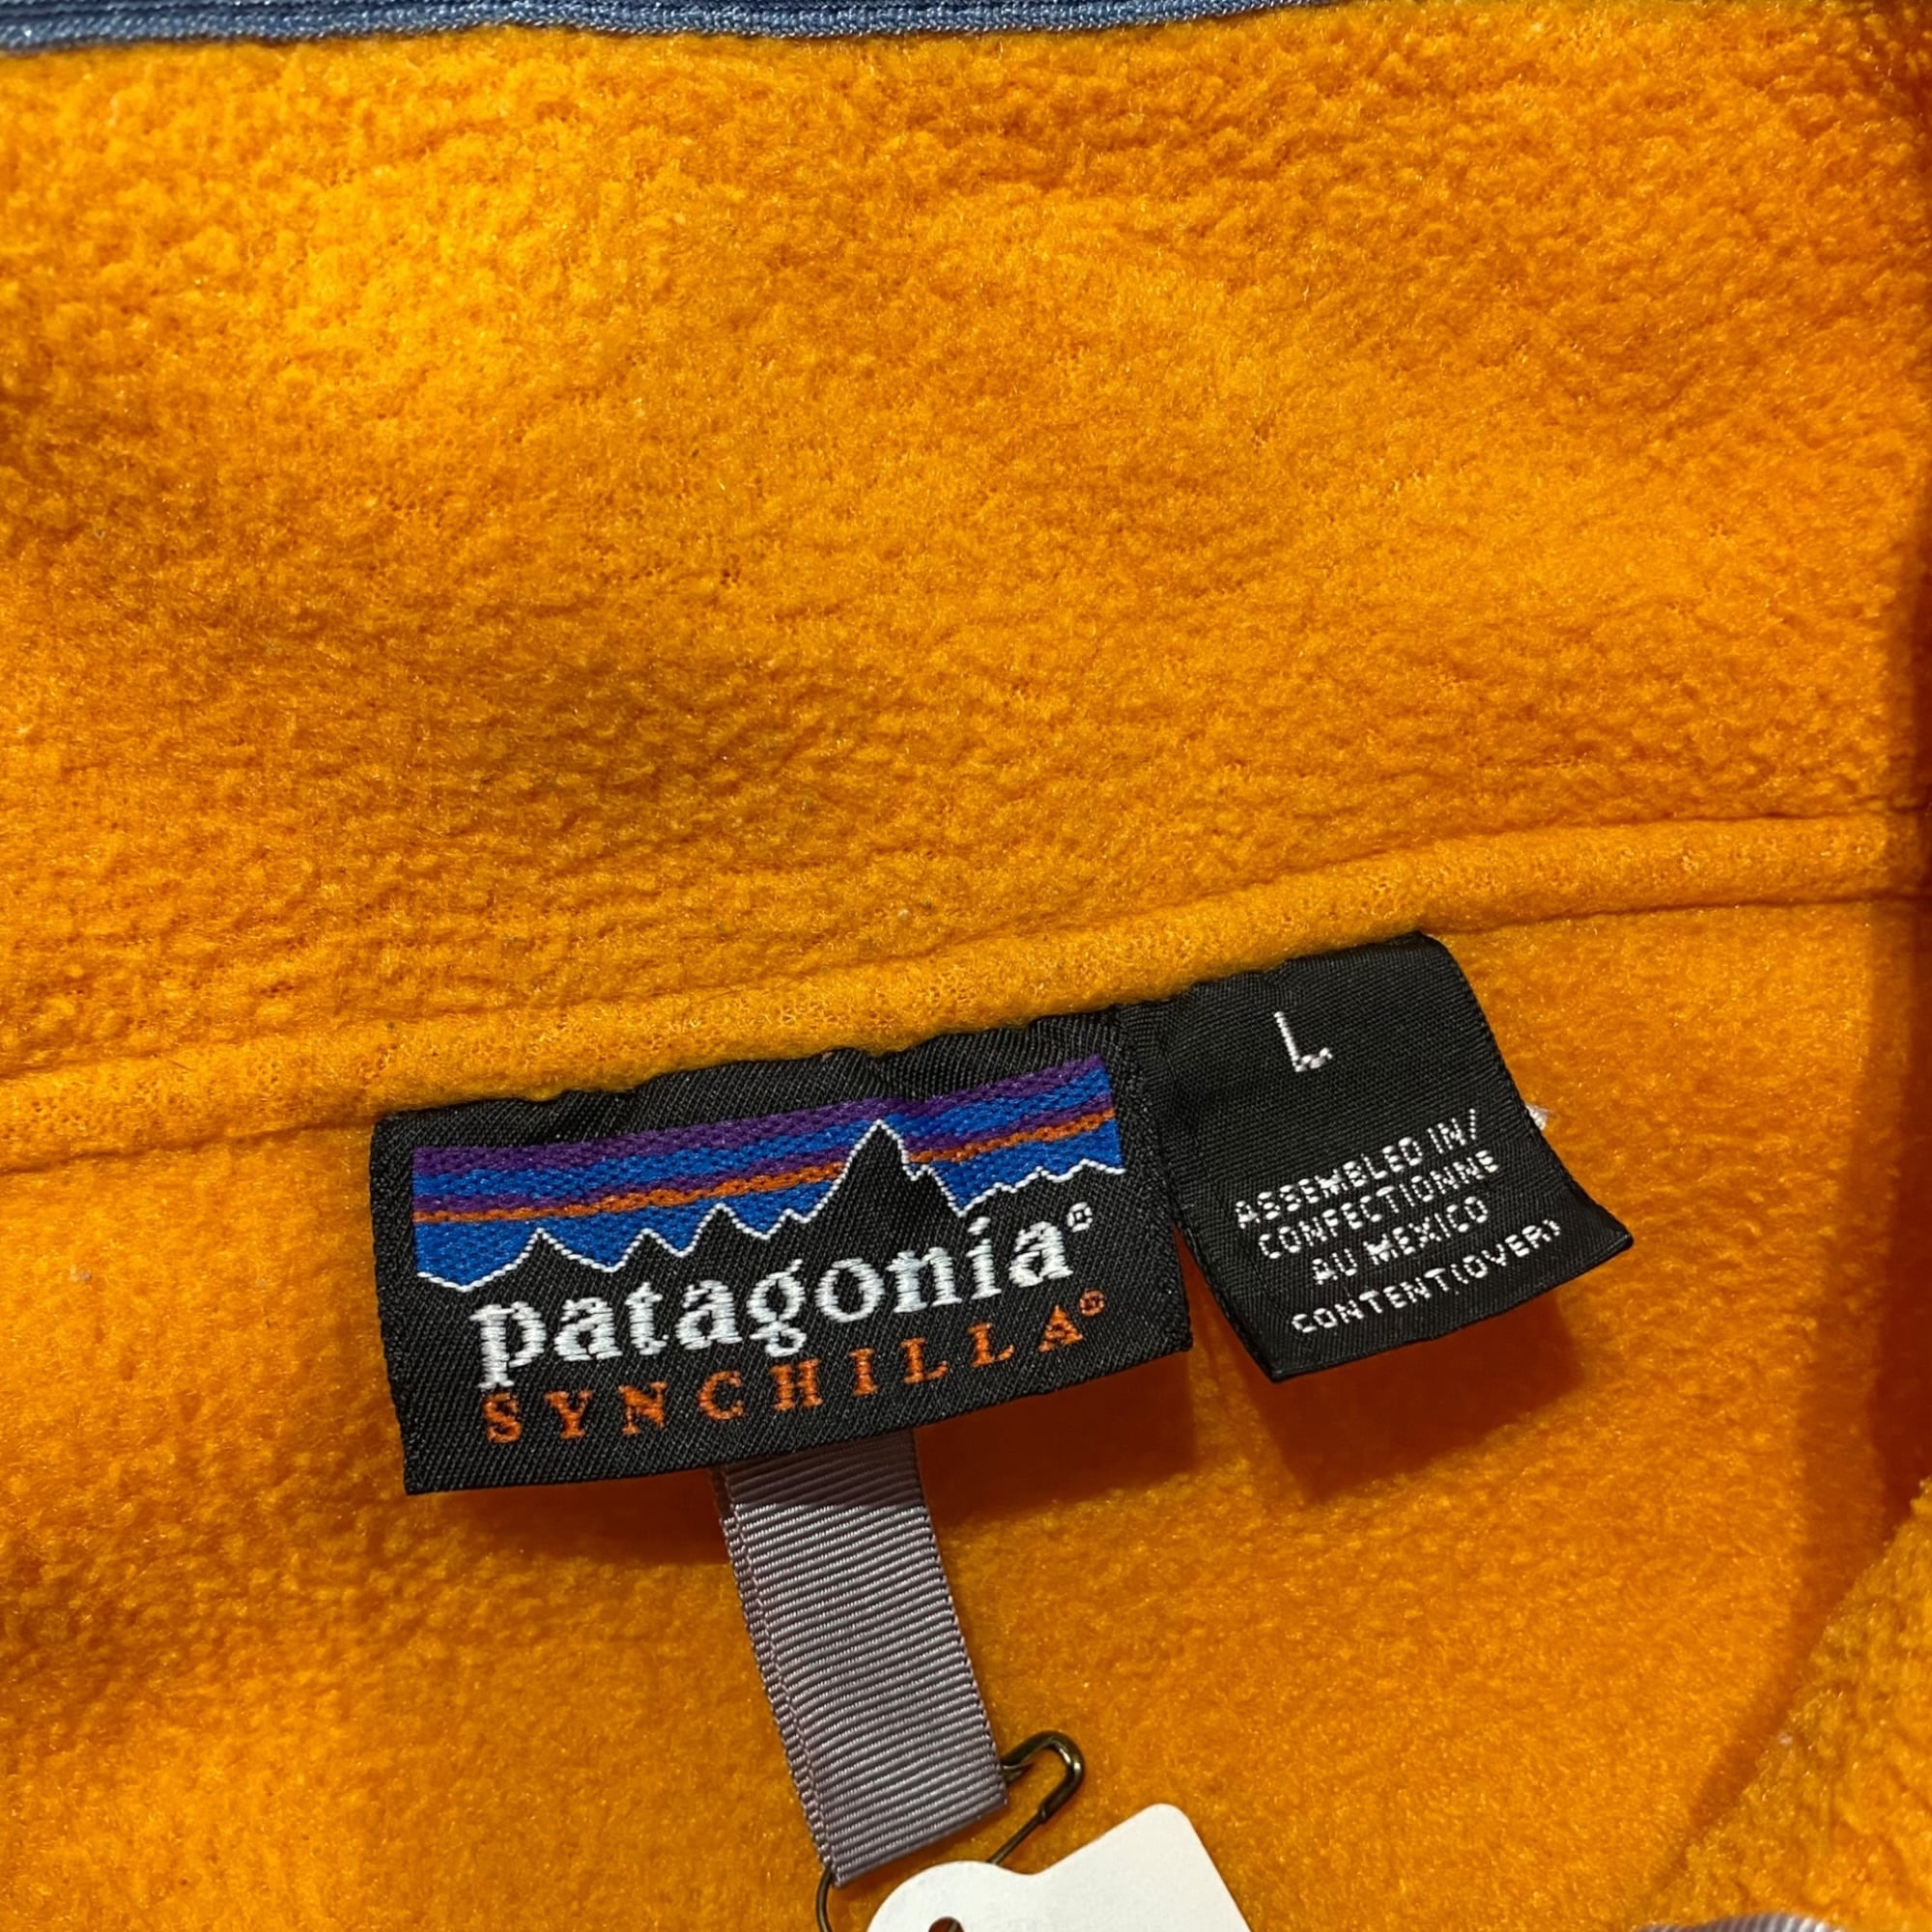 patagonia®
SYNCHILLA®
L
ASSEMBLED IN/
CONFECTIONNE
AU MEXICO
CONTENT(OVER)